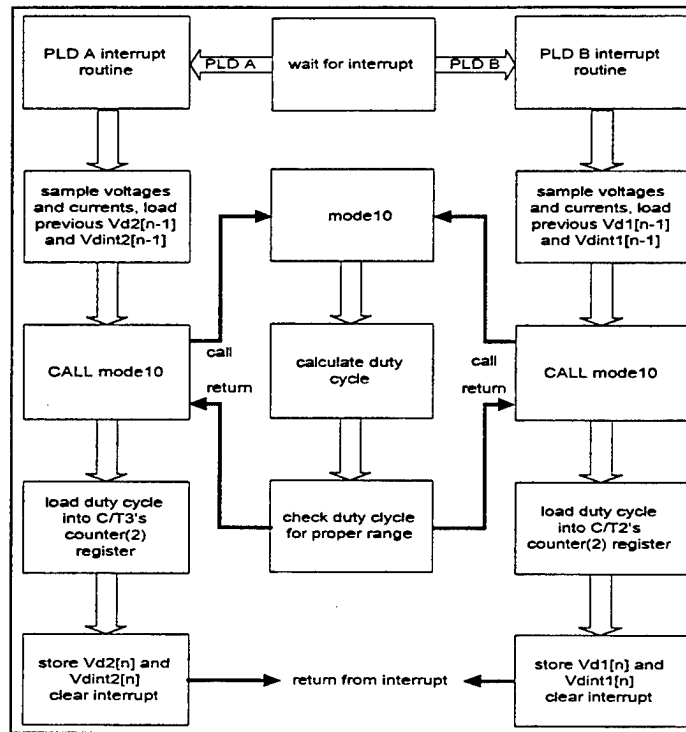 PLD A interrupt
routine
PLD A
wait for interrupt
PLD B
PLD B interrupt
routine
sample voltages
and currents, load
previous Vd2[n-1]
and Vdint2[n-1]
mode10
sample voltages
and currents, load
previous Vd1[n-1]
and Vdint1[n-1]
CALL mode10
call
return
calculate duty
cycle
call
return
CALL mode10
load duty cycle
into C/T3's
counter(2)
register
check duty clycle
for proper range
load duty cycle
into C/T2's
counter(2) register
store Vd2[n] and
Vdint2[n]
clear interrupt
return from interrupt
store Vd1[n] and
Vdint1[n]
clear interrupt